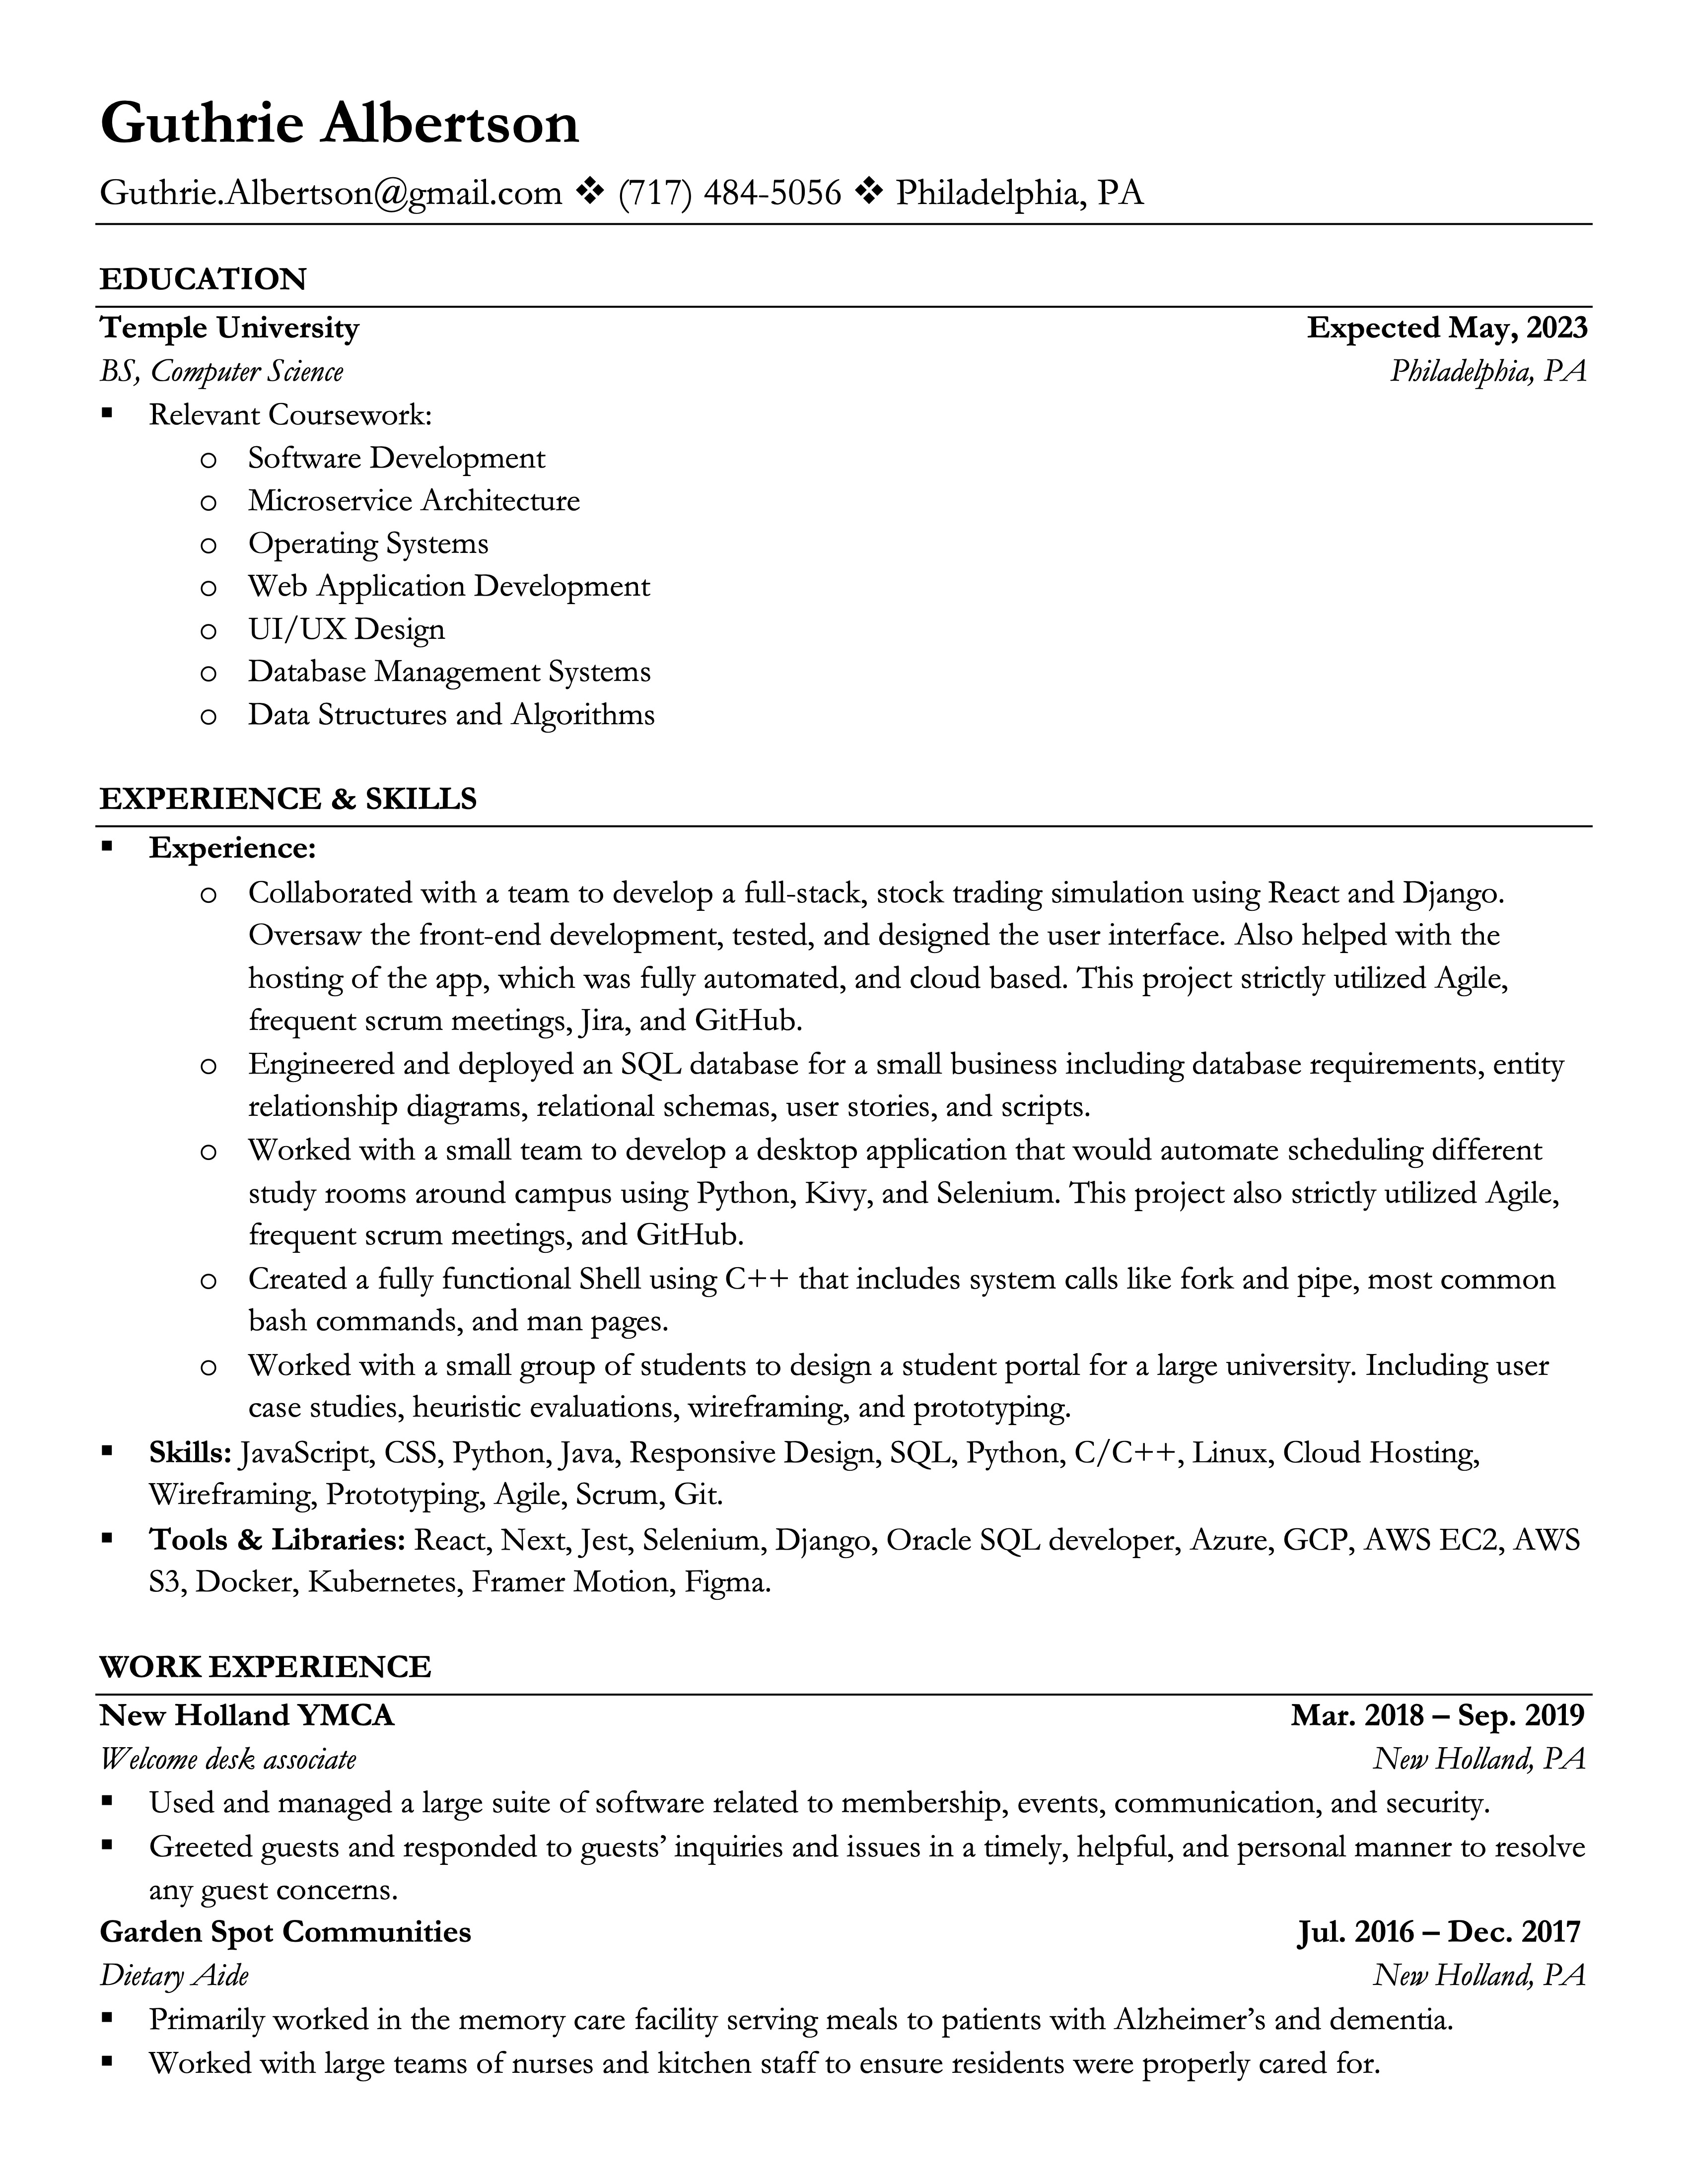 Guthrie Albertson
Guthrie.Albertson@gmail.com ❖ (717) 484-5056 ❖ Philadelphia, PA
EDUCATION
Temple University Expected May, 2023
BS, Computer Science Philadelphia, PA
▪ Relevant Coursework:
o Software Development
o Microservice Architecture
o Operating Systems
o Web Application Development
o UI/UX Design
o Database Management Systems
o Data Structures and Algorithms
EXPERIENCE & SKILLS
▪ Experience:
o Collaborated with a team to develop a full-stack, stock trading simulation using React and Django.
Oversaw the front-end development, tested, and designed the user interface. Also helped with the
hosting of the app, which was fully automated, and cloud based. This project strictly utilized Agile,
frequent scrum meetings, Jira, and GitHub.
o Engineered and deployed an SQL database for a small business including database requirements, entity
relationship diagrams, relational schemas, user stories, and scripts.
o Worked with a small team to develop a desktop application that would automate scheduling different
study rooms around campus using Python, Kivy, and Selenium. This project also strictly utilized Agile,
frequent scrum meetings, and GitHub.
o Created a fully functional Shell using C++ that includes system calls like fork and pipe, most common
bash commands, and man pages.
o Worked with a small group of students to design a student portal for a large university. Including user
case studies, heuristic evaluations, wireframing, and prototyping.
▪ Skills: JavaScript, CSS, Python, Java, Responsive Design, SQL, Python, C/C++, Linux, Cloud Hosting,
Wireframing, Prototyping, Agile, Scrum, Git.
▪ Tools & Libraries: React, Next, Jest, Selenium, Django, Oracle SQL developer, Azure, GCP, AWS EC2, AWS
S3, Docker, Kubernetes, Framer Motion, Figma.
WORK EXPERIENCE
New Holland YMCA Mar. 2018 – Sep. 2019
Welcome desk associate New Holland, PA
▪ Used and managed a large suite of software related to membership, events, communication, and security.
▪ Greeted guests and responded to guests’ inquiries and issues in a timely, helpful, and personal manner to resolve
any guest concerns.
Garden Spot Communities Jul. 2016 – Dec. 2017
Dietary Aide New Holland, PA
▪ Primarily worked in the memory care facility serving meals to patients with Alzheimer’s and dementia.
▪ Worked with large teams of nurses and kitchen staff to ensure residents were properly cared for.